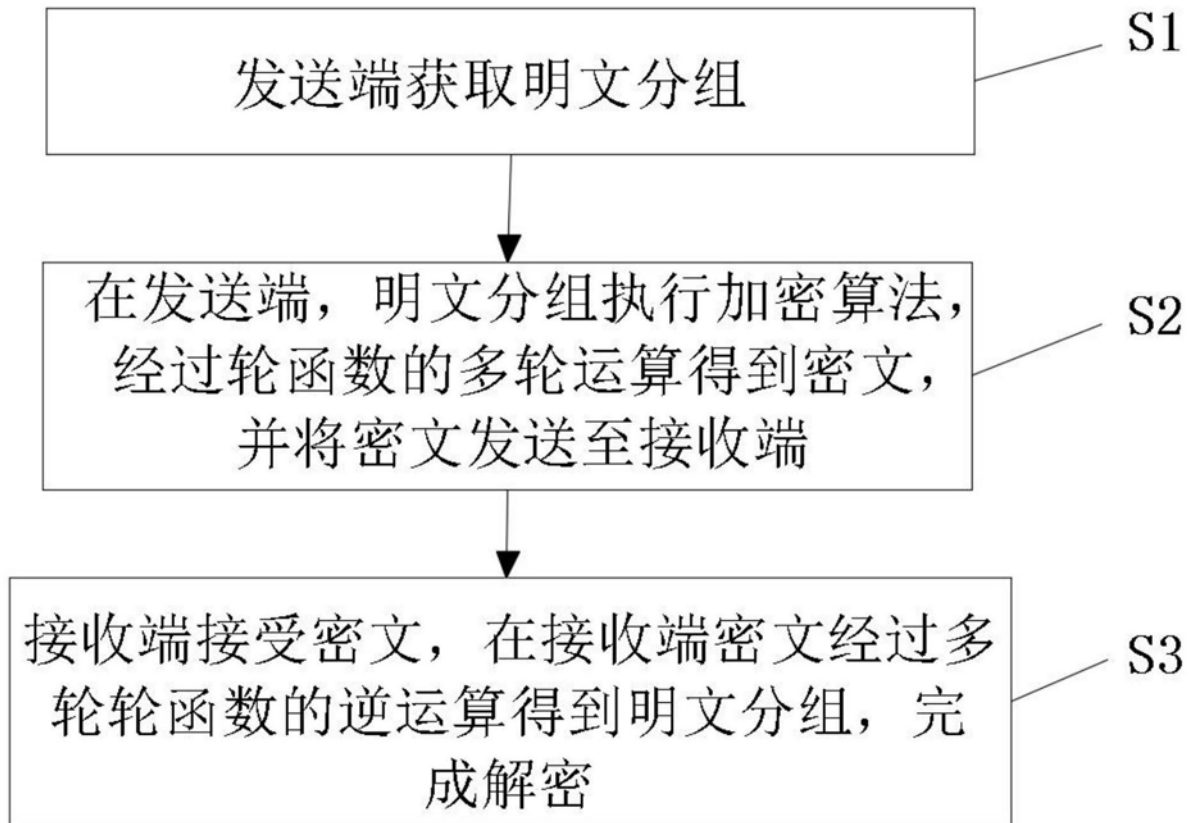 发送端获取明文分组
S1
在发送端，明文分组执行加密算法，
经过轮函数的多轮运算得到密文，
并将密文发送至接收端
S2
接收端接受密文，在接收端密文经过多
轮轮函数的逆运算得到明文分组，完
成解密
S3